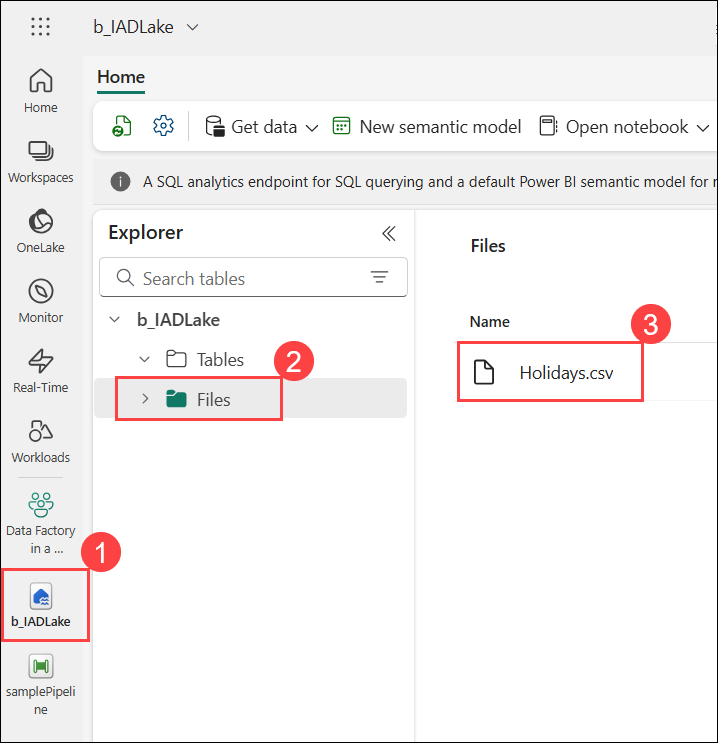 b_IADLake
Home
Home
Workspaces
OneLake
Monitor
Real-Time
Workloads
Data Factory
in a ...
1
b_IADLake
samplePipeli
ne
Get data
New semantic model
Open notebook
A SQL analytics endpoint for SQL querying and a default Power BI semantic model for
Explorer
Search tables
b_IADLake
Tables
2
Files
Files
Name
3
Holidays.csv